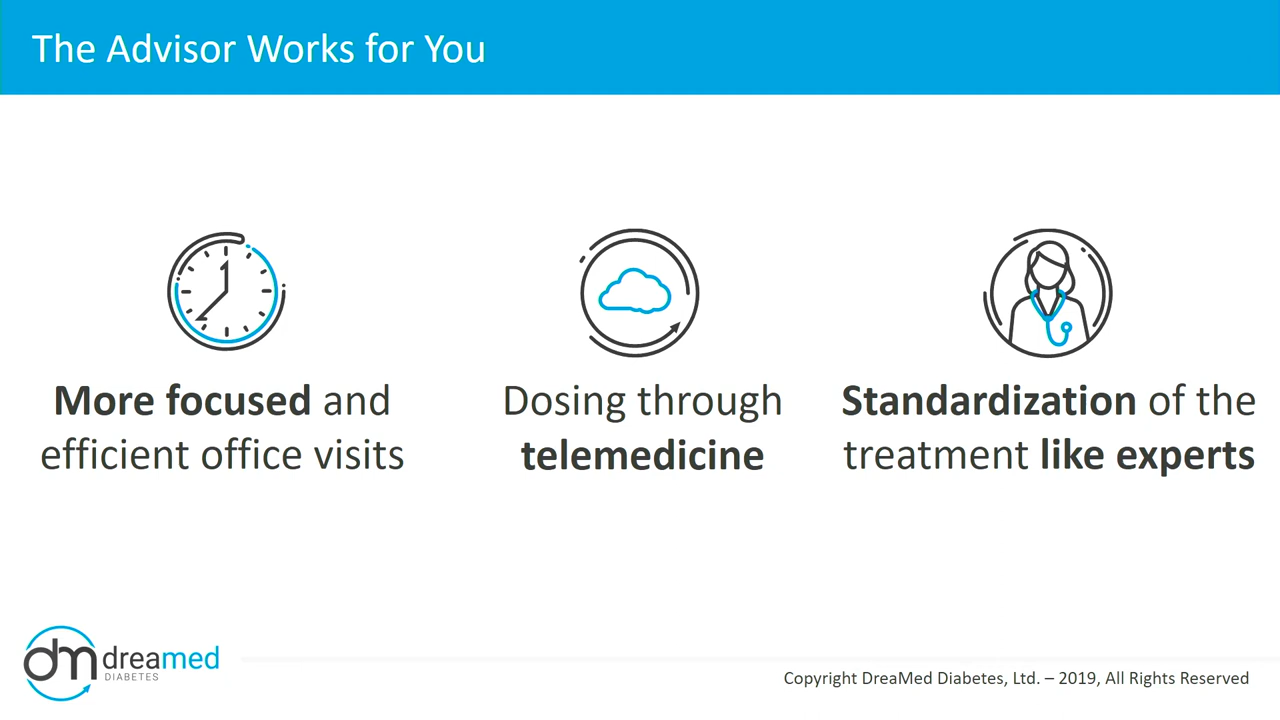 The Advisor Works for You
More focused and
efficient office visits
Dosing through
telemedicine
Standardization of the
treatment like experts
dm dreamed
DIABETES
Copyright DreaMed Diabetes, Ltd. – 2019, All Rights Reserved